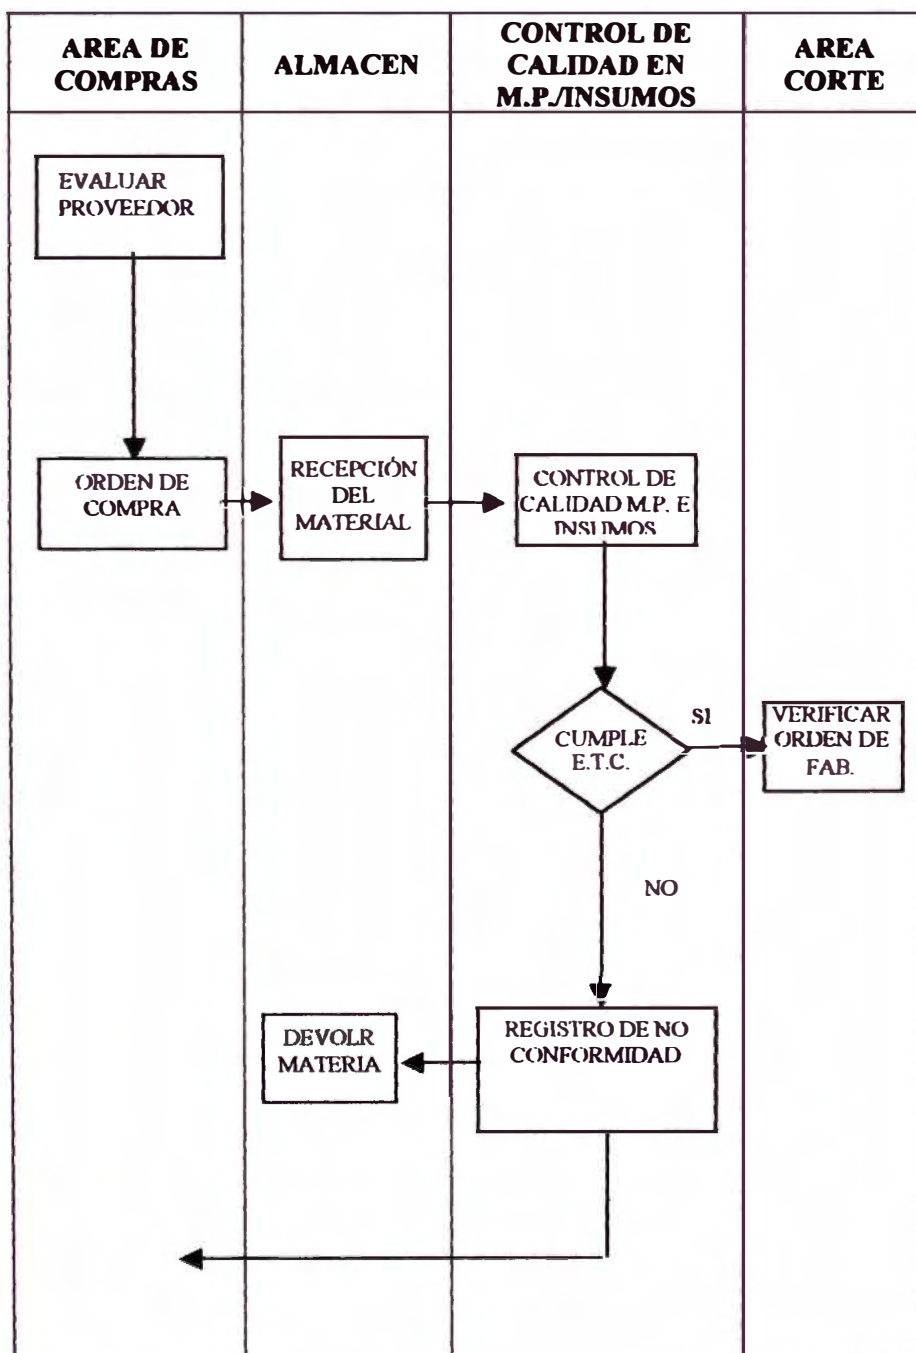 AREA DE
COMPRAS
ALMACEN
CONTROL DE
CALIDAD EN
M.P./INSUMOS
AREA
CORTE
EVALUAR
PROVEEDOR
ORDEN DE
COMPRA
RECEPCIÓN
DEL
MATERIAL
CONTROL DE
CALIDAD M.P. E
INSUMOS
CUMPLE
E.T.C.
SI
VERIFICAR
ORDEN DE
FAB.
NO
DEVOLR
MATERIA
REGISTRO DE NO
CONFORMIDAD